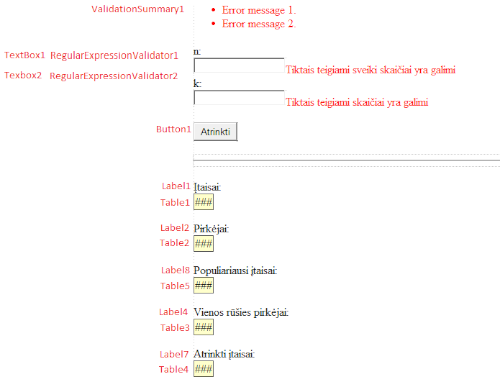 ValidationSummary1
• Error message 1.
• Error message 2.
n:
TextBox1 RegularExpressionValidator1
Tiktais teigiami sveiki skaičiai yra galimi
Texbox2 RegularExpressionValidator2
k:
Tiktais teigiami skaičiai yra galimi
Button1 Atrinkti
Label1 Įtaisai:
Table1 ###
Label2 Pirkėjai:
Table2 ###
Label8 Populiariausi įtaisai:
Table5 ###
Label4 Vienos rūšies pirkėjai:
Table3 ###
Label7 Atrinkti įtaisai:
Table4 ###